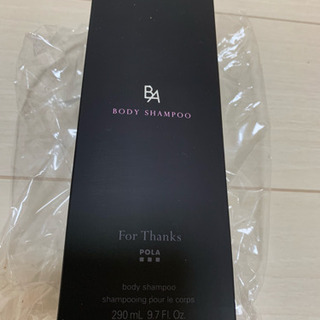 BA
BODY SHAMPOO
For Thanks
POLA
body shampoo
shampooing pour le corps
290 mL 9.7 Fl. Oz.